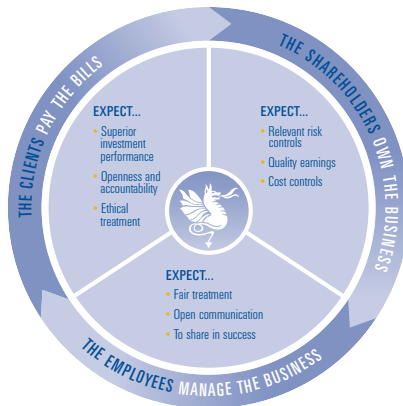 THE CLIENTS PAY THE BILLS
EXPECT...
• Superior
investment
performance
• Openness and
accountability
• Ethical
treatment
THE SHAREHOLDERS OWN THE BUSINESS
EXPECT...
• Relevant risk
controls
• Quality earnings
• Cost controls
EXPECT...
• Fair treatment
• Open communication
• To share in success
THE EMPLOYEES MANAGE THE BUSINESS